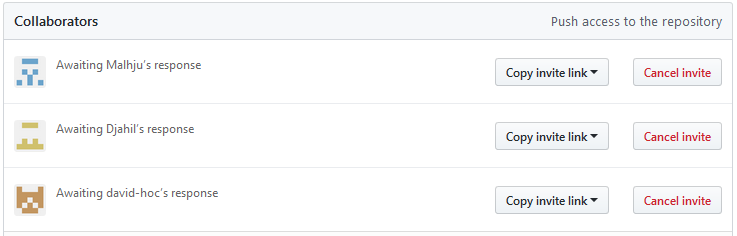 Collaborators Push access to the repository
Awaiting Malhju's response Copy invite link Cancel invite
Awaiting Djahil's response Copy invite link Cancel invite
Awaiting david-hoc's response Copy invite link Cancel invite